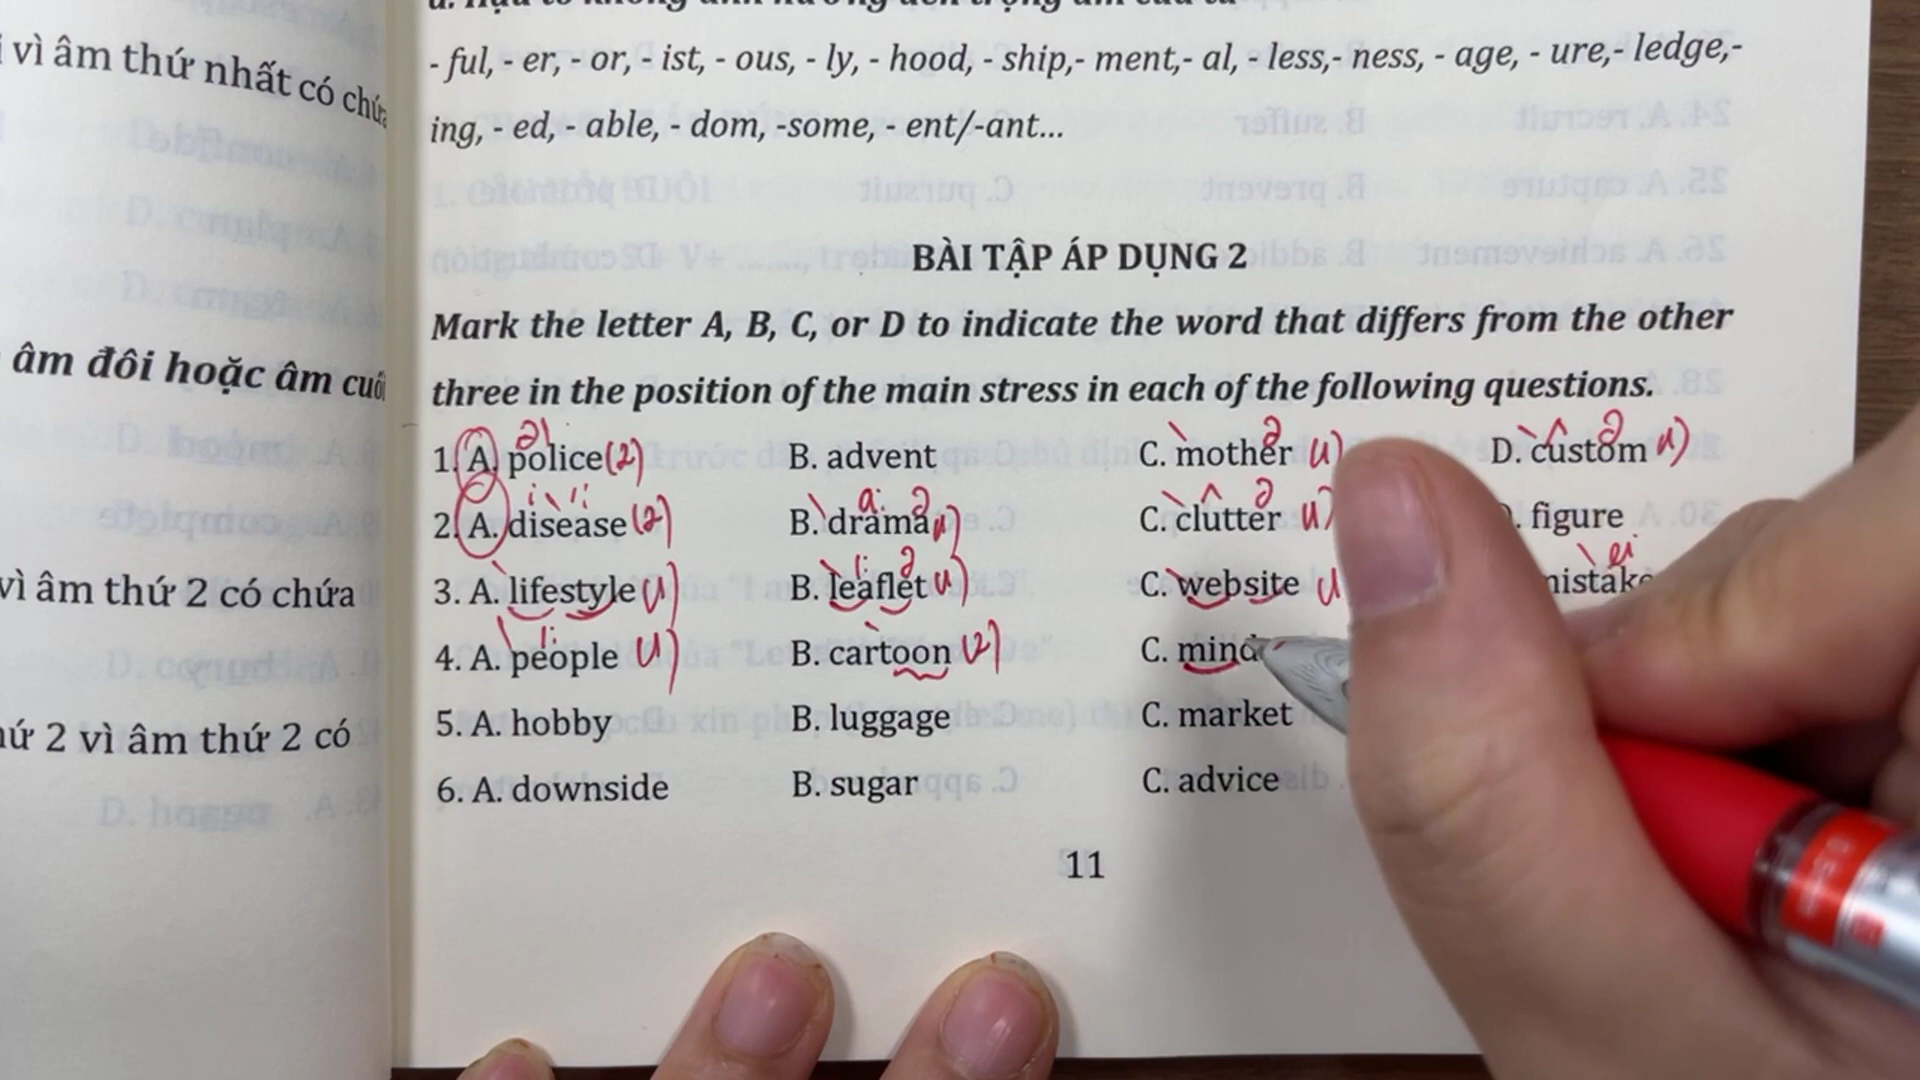 - ful, - er, - or, - ist, - ous, - ly, - hood, - ship,- ment,- al, - less,- ness, - age, - ure,- ledge,-
ing, - ed, - able, - dom, -some, - ent/-ant...
BÀI TẬP ÁP DỤNG 2
Mark the letter A, B, C, or D to indicate the word that differs from the other
three in the position of the main stress in each of the following questions.
1. A. police (2) B. advent C. mother (1) D. custom (1)
2. A. disease (2) B. drama (1) C. clutter (1) figure
3. A. lifestyle (1) B. leaflet (1) C. website
4. A. people (1) B. cartoon (2) C.
5. A. hobby B. luggage C. market
6. A. downside B. sugar C. advice
11
vì âm thứ nhất có
âm đôi hoặc âm
vì âm thứ 2 có chứa
2 vì âm thứ 2 có